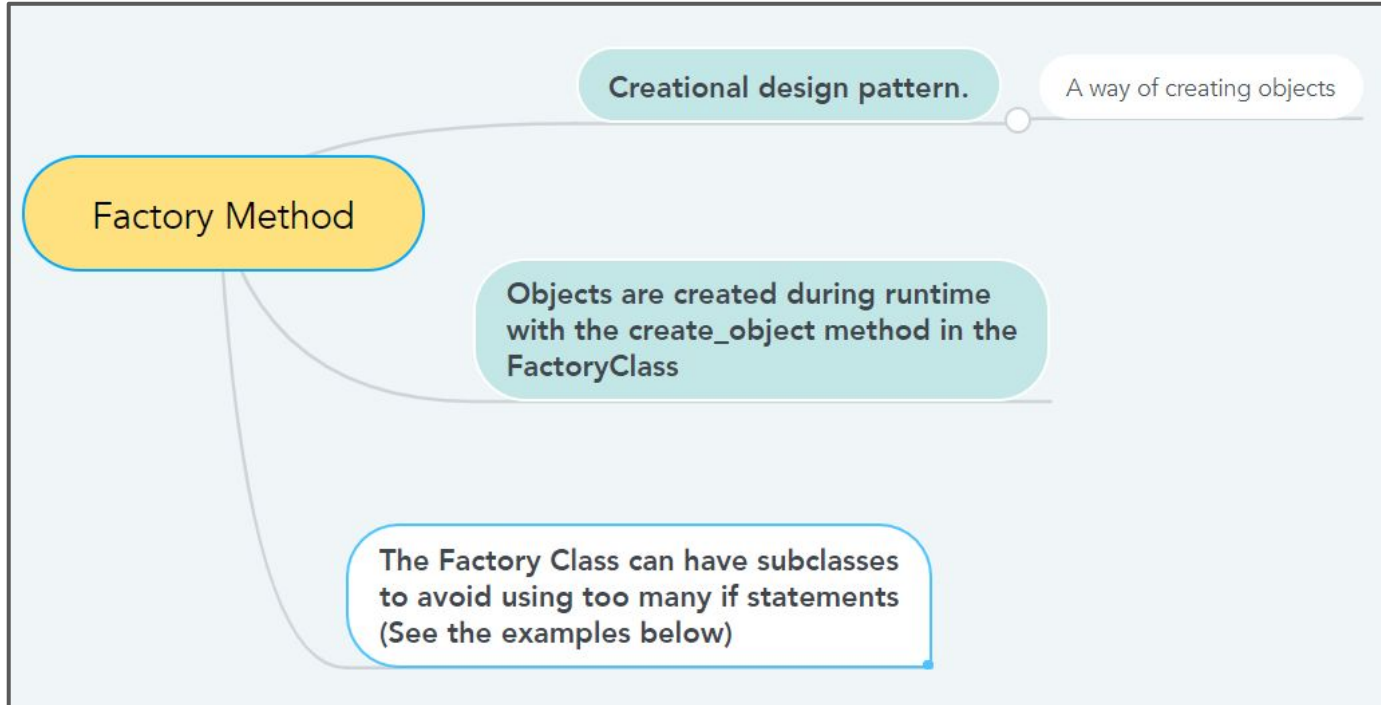 Creational design pattern.
A way of creating objects
Factory Method
Objects are created during runtime
with the create_object method in the
FactoryClass
The Factory Class can have subclasses
to avoid using too many if statements
(See the examples below)